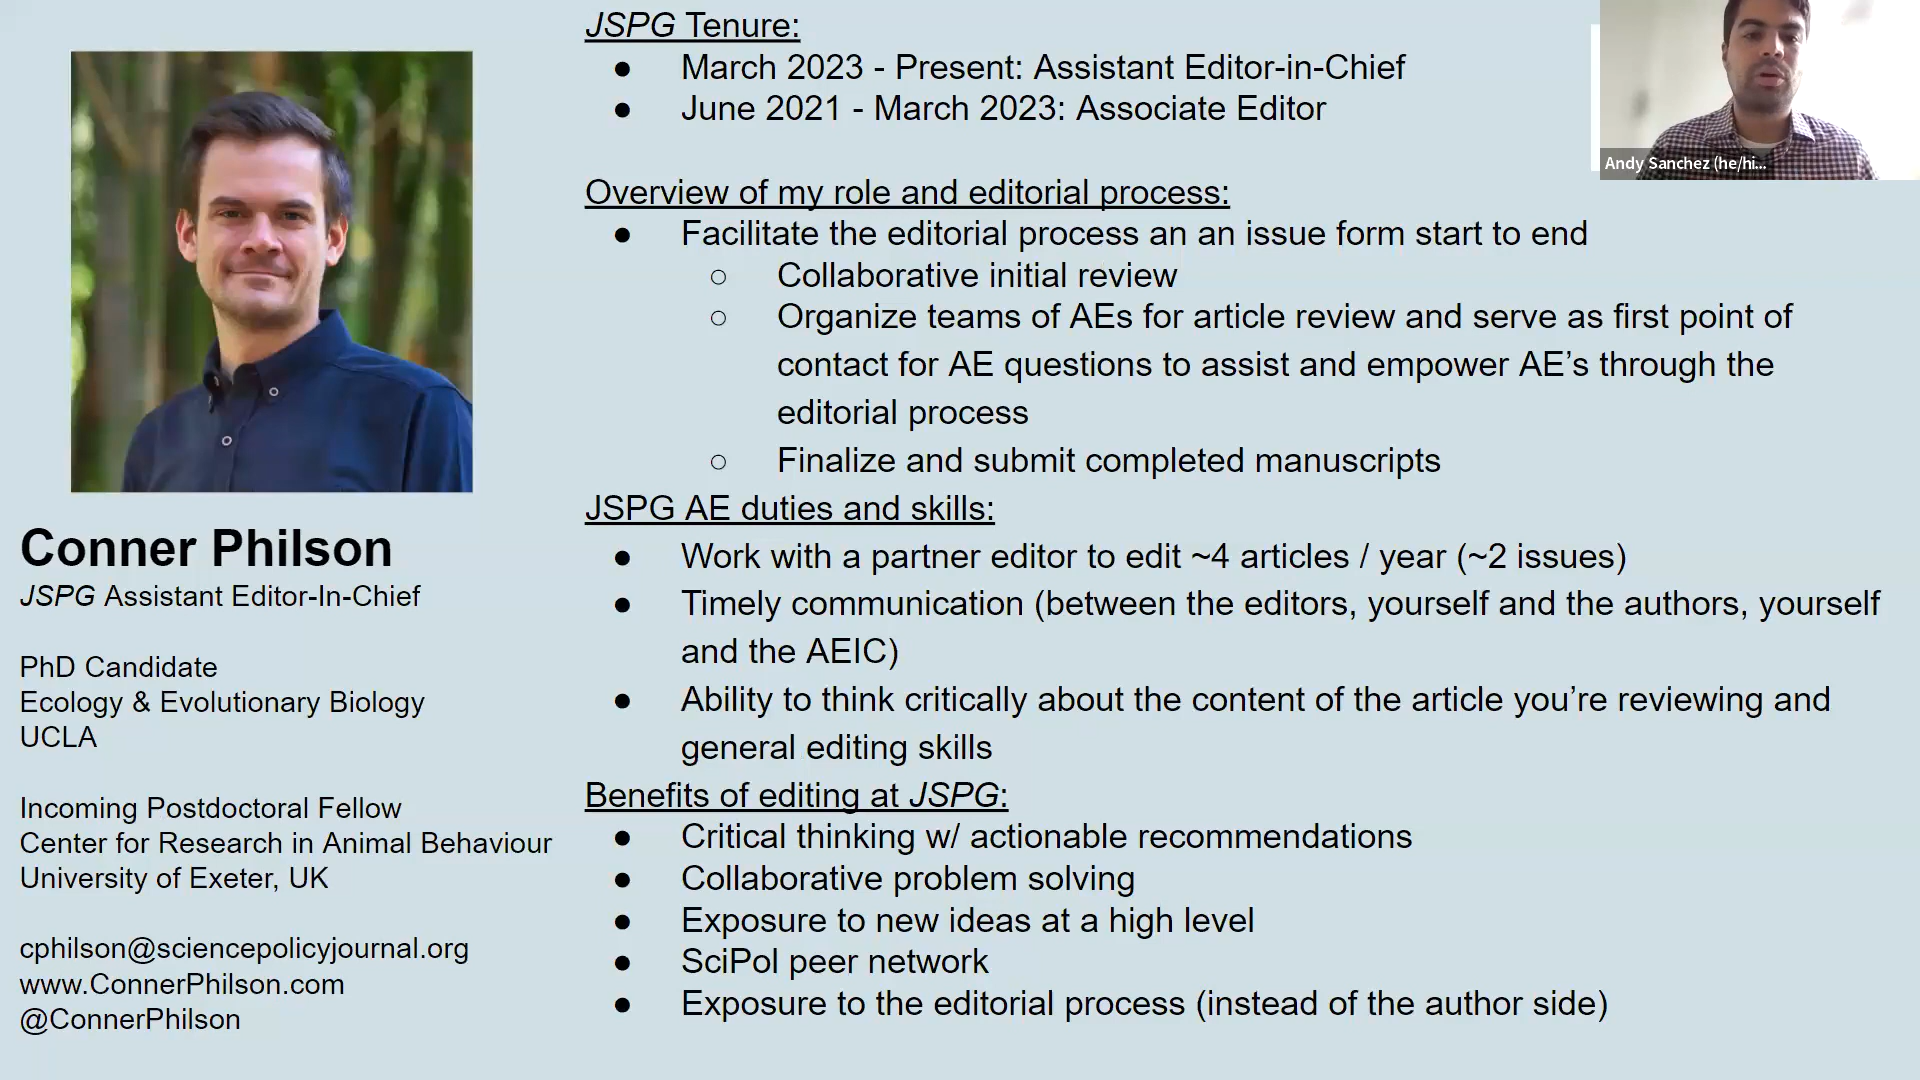 JSPG Tenure:
● March 2023 - Present: Assistant Editor-in-Chief
● June 2021 - March 2023: Associate Editor
Overview of my role and editorial process:
● Facilitate the editorial process an an issue form start to end
○ Collaborative initial review
○ Organize teams of AEs for article review and serve as first point of
contact for AE questions to assist and empower AE’s through the
editorial process
○ Finalize and submit completed manuscripts
JSPG AE duties and skills:
● Work with a partner editor to edit ~4 articles / year (~2 issues)
● Timely communication (between the editors, yourself and the authors, yourself
and the AEIC)
● Ability to think critically about the content of the article you’re reviewing and
general editing skills
Benefits of editing at JSPG:
● Critical thinking w/ actionable recommendations
● Collaborative problem solving
● Exposure to new ideas at a high level
● SciPol peer network
● Exposure to the editorial process (instead of the author side)
Conner Philson
JSPG Assistant Editor-In-Chief
PhD Candidate
Ecology & Evolutionary Biology
UCLA
Incoming Postdoctoral Fellow
Center for Research in Animal Behaviour
University of Exeter, UK
cphilson@sciencepolicyjournal.org
www.ConnerPhilson.com
@ConnerPhilson
Andy Sanchez (he/hi...